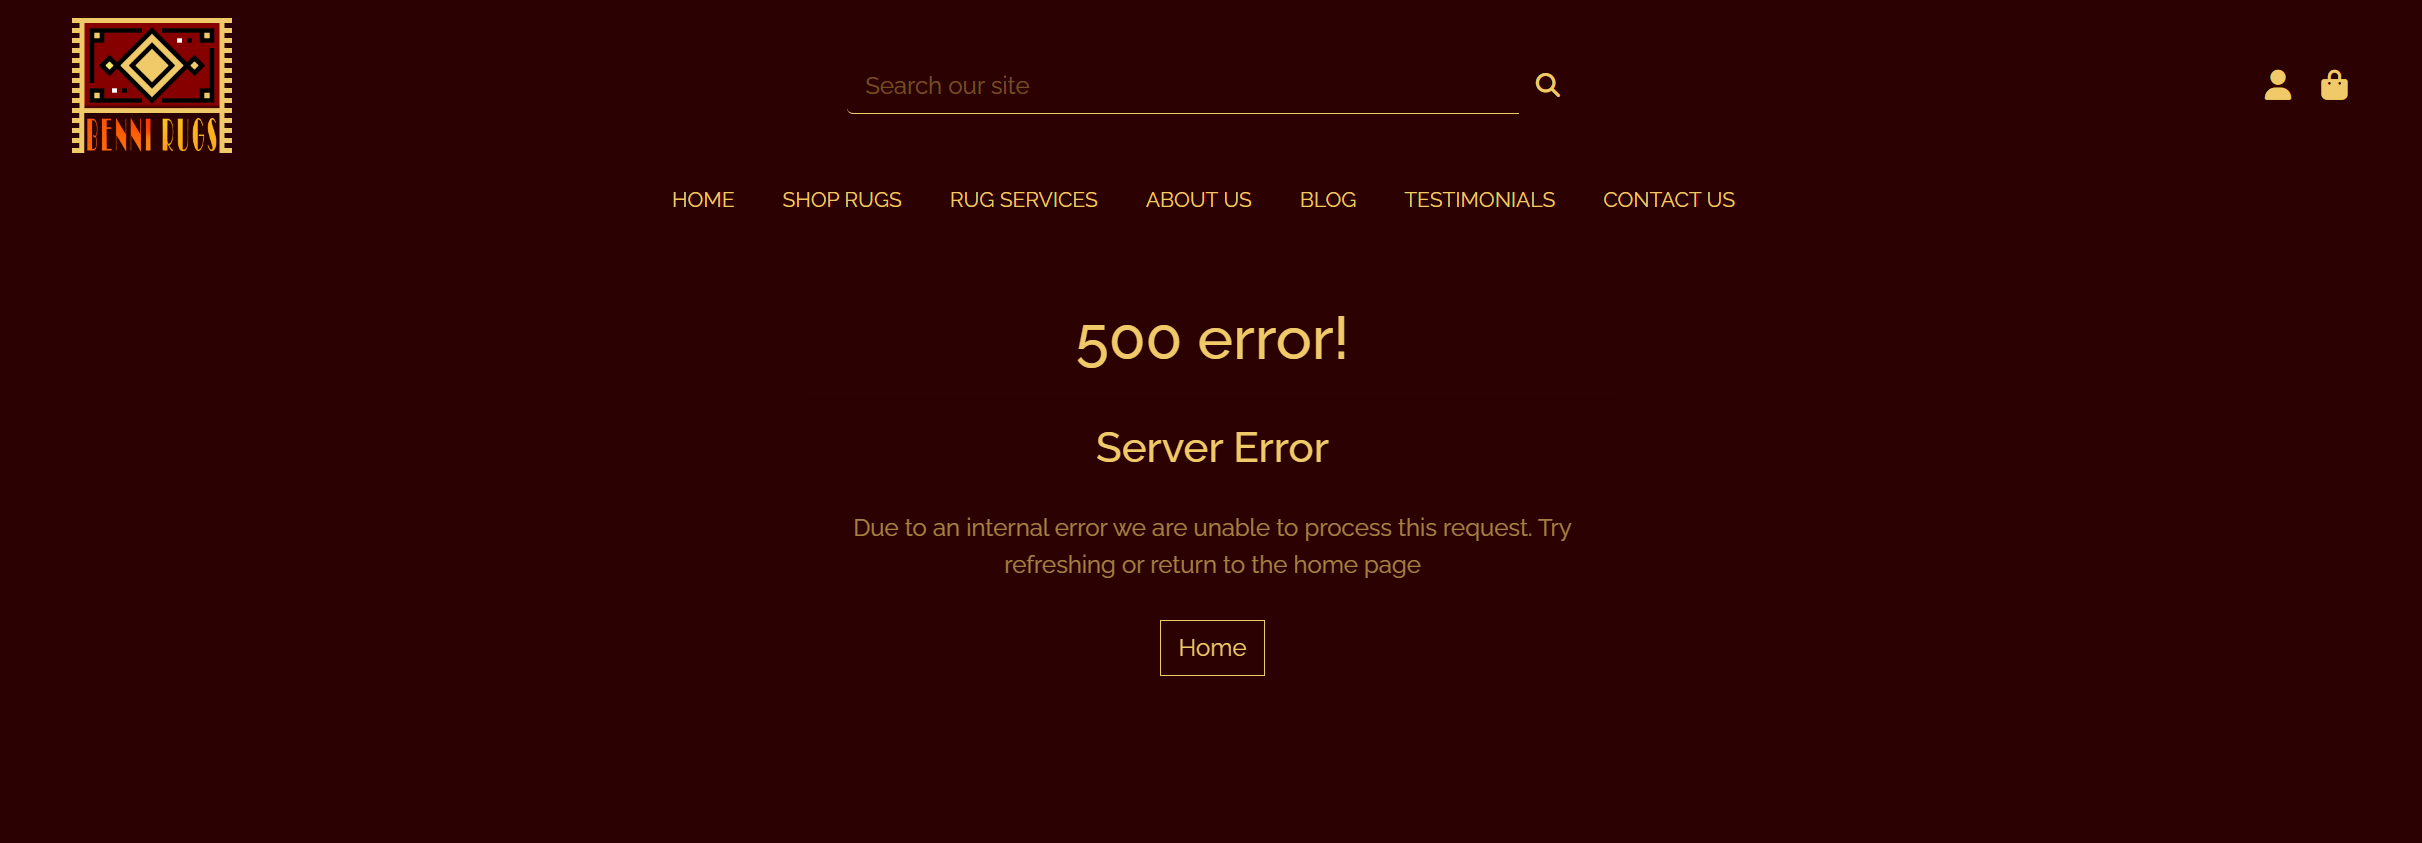 BENNI RUGS
Search our site
HOME SHOP RUGS RUG SERVICES ABOUT US BLOG TESTIMONIALS CONTACT US
500 error!
Server Error
Due to an internal error we are unable to process this request. Try
refreshing or return to the home page
Home